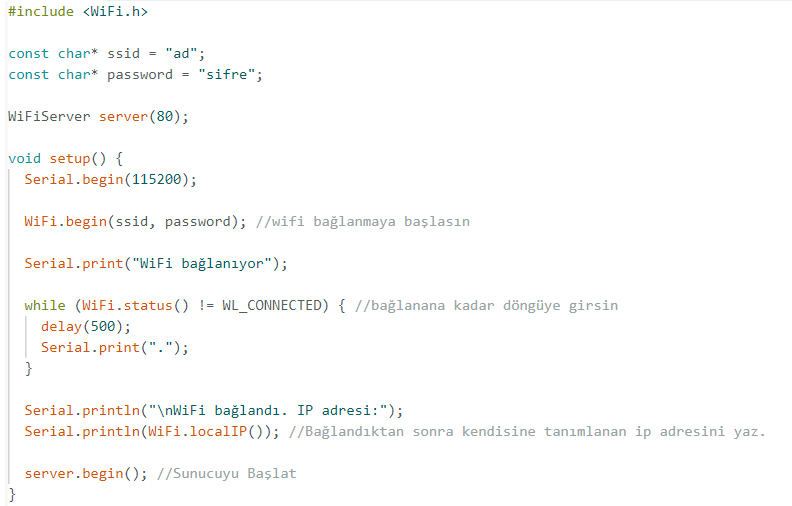 #include <WiFi.h>
const char* ssid = "ad";
const char* password = "sifre";
WiFiServer server(80);
void setup() {
Serial.begin(115200);
WiFi.begin(ssid, password); //wifi bağlanmaya başlasın
Serial.print("WiFi bağlanıyor");
while (WiFi.status() != WL_CONNECTED) { //bağlanana kadar döngüye girsin
delay(500);
Serial.print(".");
}
Serial.println("\nWiFi bağlandı. IP adresi:");
Serial.println(WiFi.localIP()); //Bağlandıktan sonra kendisine tanımlanan ip adresini yaz.
server.begin(); //Sunucuyu Başlat
}